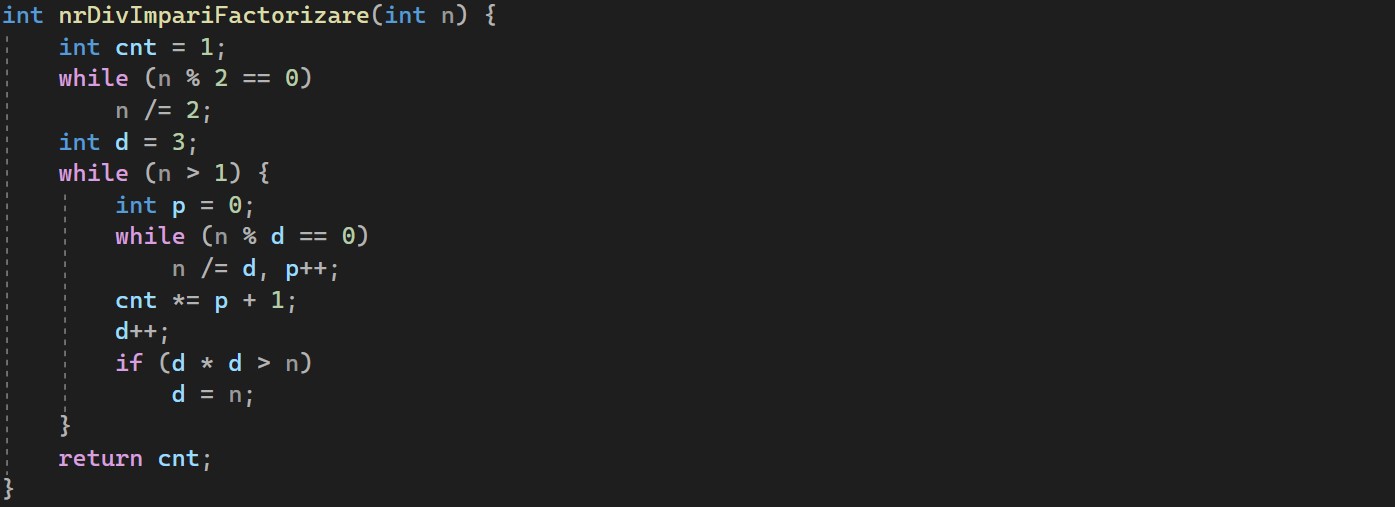 int nrDivImpariFactorizare(int n) {
    int cnt = 1;
    while (n % 2 == 0)
        n /= 2;
    int d = 3;
    while (n > 1) {
        int p = 0;
        while (n % d == 0)
            n /= d, p++;
        cnt *= p + 1;
        d++;
        if (d * d > n)
            d = n;
    }
    return cnt;
}